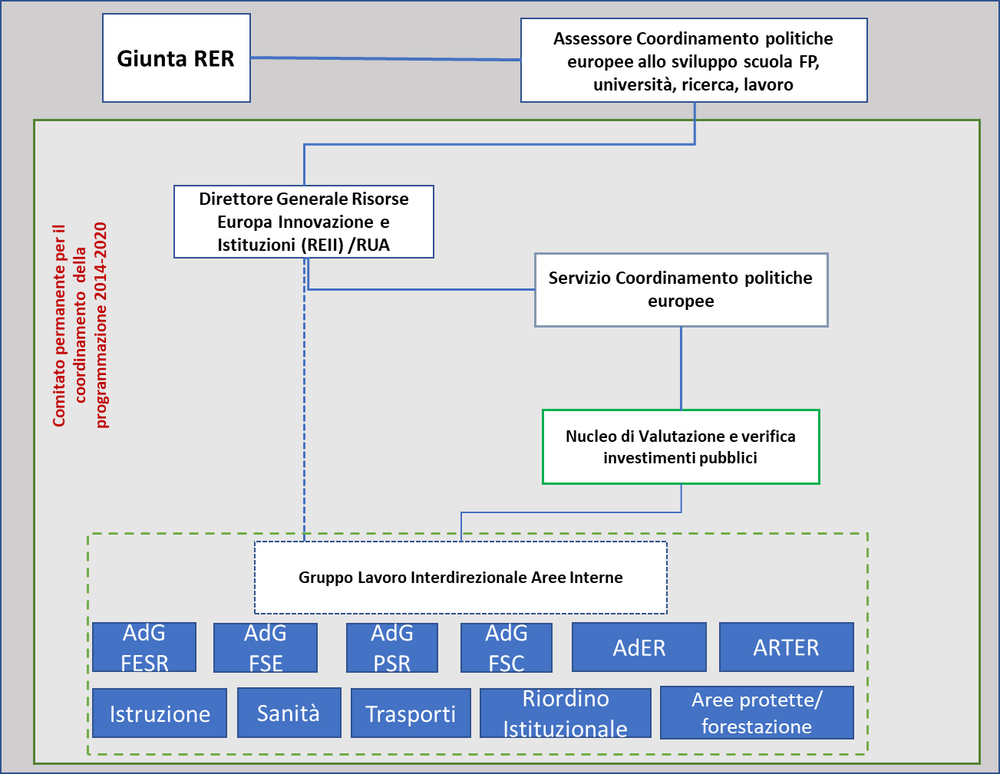 Giunta RER
Assessore Coordinamento politiche
europee allo sviluppo scuola FP,
università, ricerca, lavoro
Comitato permanente per il
coordinamento della
programmazione 2014-2020
Direttore Generale Risorse
Europa Innovazione e
Istituzioni (REII) /RUA
Servizio Coordinamento politiche
europee
Nucleo di Valutazione e verifica
investimenti pubblici
Gruppo Lavoro Interdirezionale Aree Interne
AdG
FESR
AdG
FSE
AdG
PSR
AdG
FSC
AdER
ARTER
Istruzione
Sanità
Trasporti
Riordino
Istituzionale
Aree protette/
forestazione